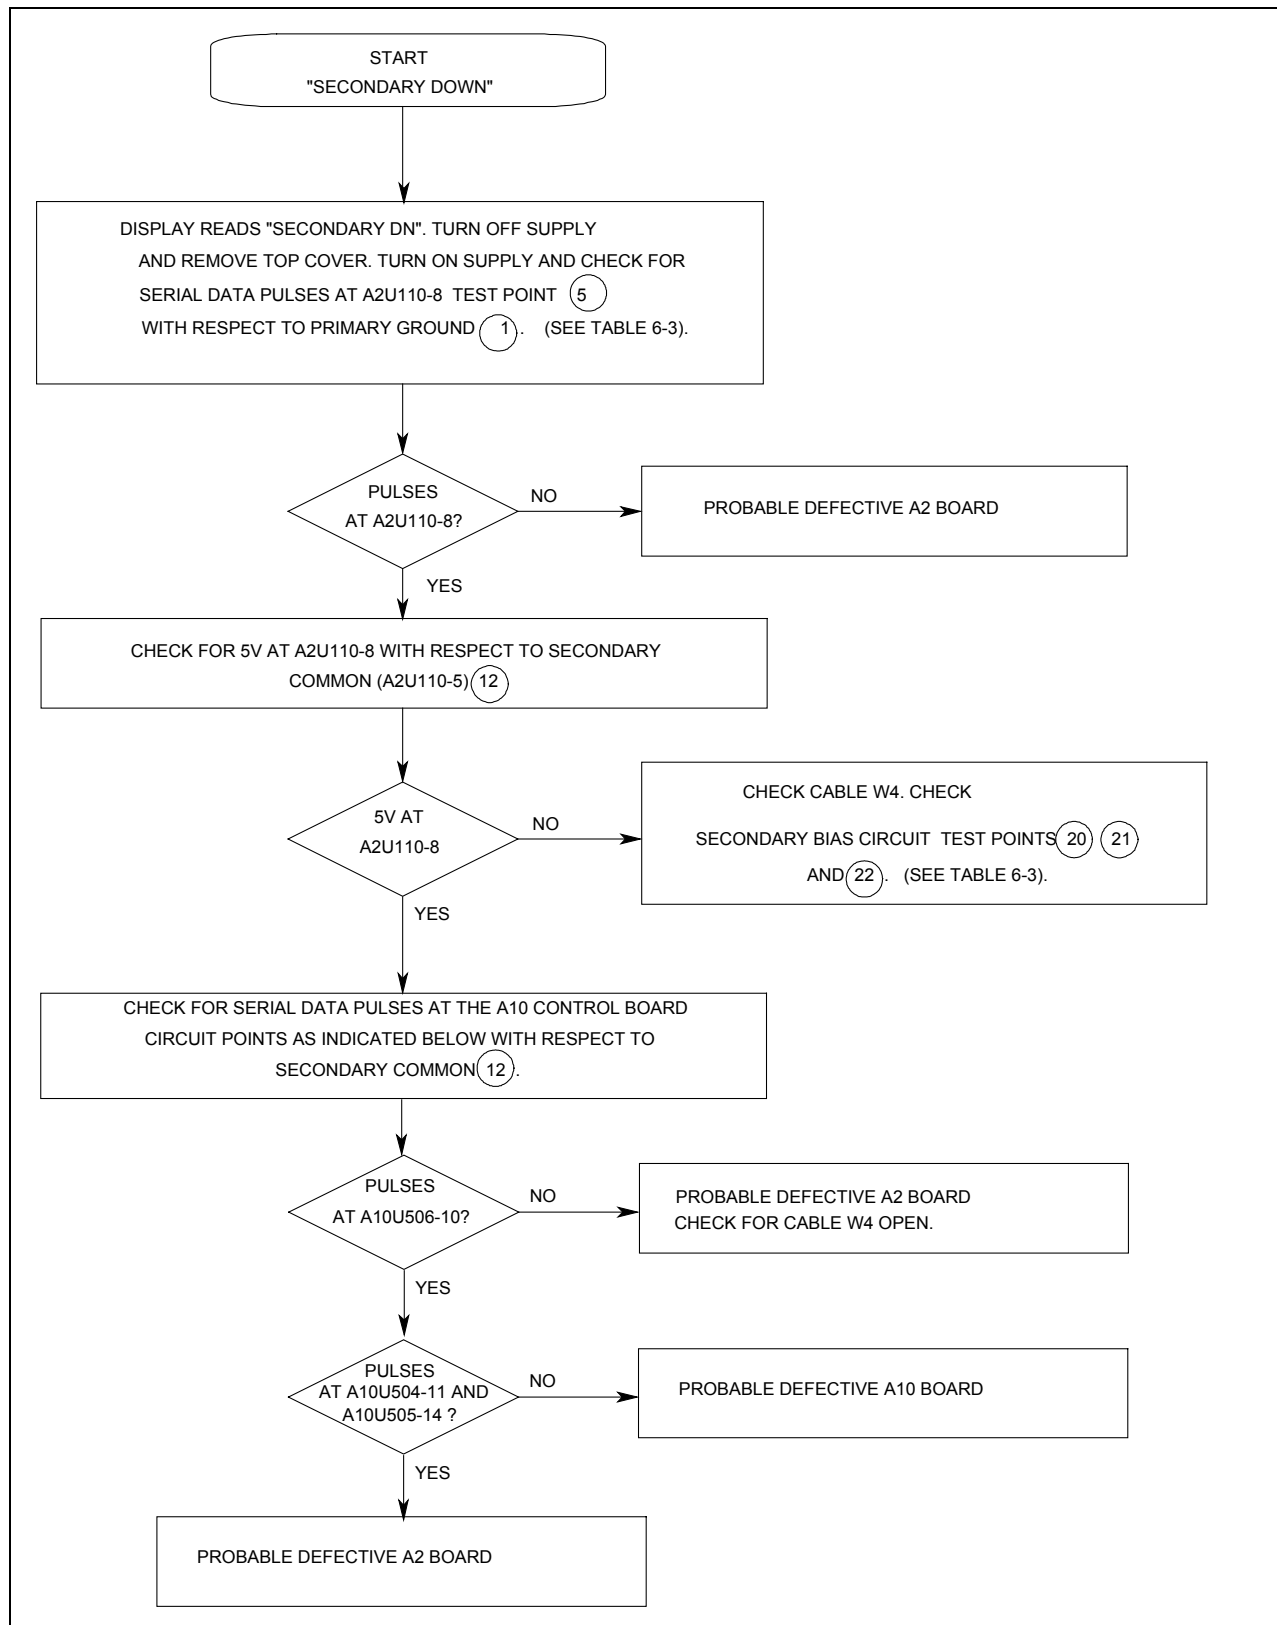 START
"SECONDARY DOWN"
DISPLAY READS "SECONDARY DN". TURN OFF SUPPLY
AND REMOVE TOP COVER. TURN ON SUPPLY AND CHECK FOR
SERIAL DATA PULSES AT A2U110-8 TEST POINT 5
WITH RESPECT TO PRIMARY GROUND 1. (SEE TABLE 6-3).
PULSES
AT A2U110-8?
NO
PROBABLE DEFECTIVE A2 BOARD
YES
CHECK FOR 5V AT A2U110-8 WITH RESPECT TO SECONDARY
COMMON (A2U110-5) 12
5V AT
A2U110-8
NO
CHECK CABLE W4. CHECK
SECONDARY BIAS CIRCUIT TEST POINTS 20 21
AND 22. (SEE TABLE 6-3).
YES
CHECK FOR SERIAL DATA PULSES AT THE A10 CONTROL BOARD
CIRCUIT POINTS AS INDICATED BELOW WITH RESPECT TO
SECONDARY COMMON 12.
PULSES
AT A10U506-10?
NO
PROBABLE DEFECTIVE A2 BOARD
CHECK FOR CABLE W4 OPEN.
YES
PULSES
AT A10U504-11 AND
A10U505-14 ?
NO
PROBABLE DEFECTIVE A10 BOARD
YES
PROBABLE DEFECTIVE A2 BOARD